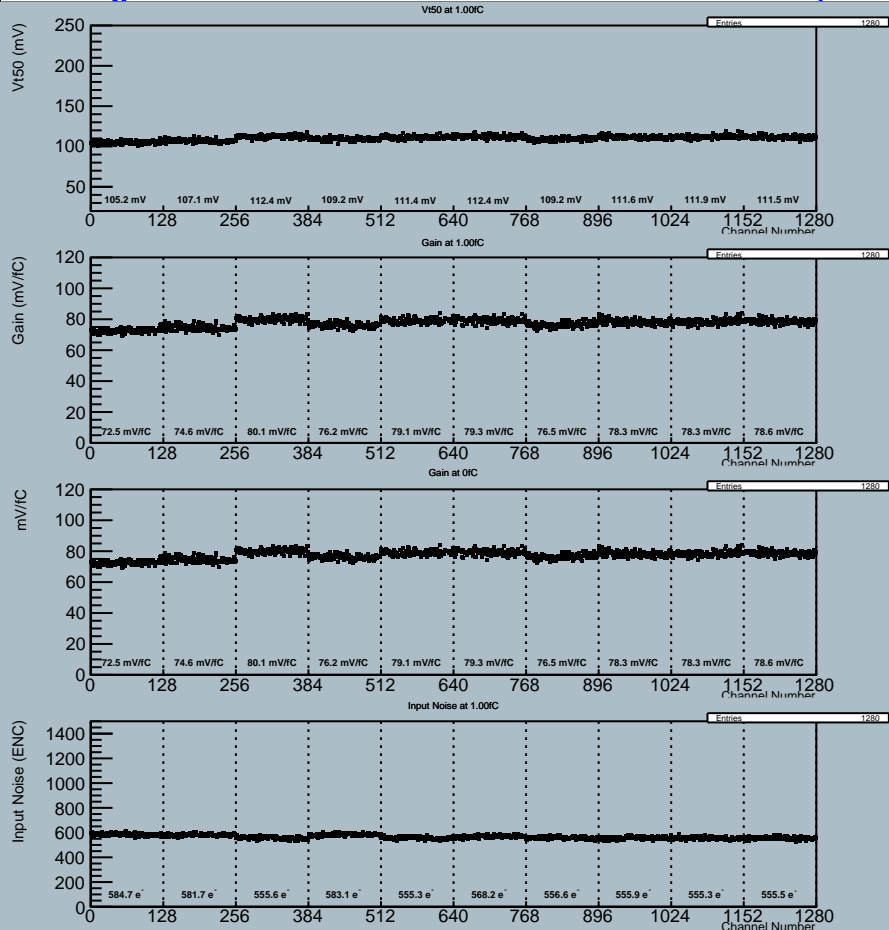 Vt50 at 1.00fC
Entries 1280
Vt50 (mV)
250
200
150
100
50
105.2 mV 107.1 mV 112.4 mV 109.2 mV 111.4 mV 112.4 mV 109.2 mV 111.6 mV 111.9 mV 111.5 mV
0 128 256 384 512 640 768 896 1024 1152 1280
Channel Number
Gain at 1.00fC
Entries 1280
Gain (mV/fC)
120
100
80
60
40
20
0
72.5 mV/fC 74.6 mV/fC 80.1 mV/fC 76.2 mV/fC 79.1 mV/fC 79.3 mV/fC 76.5 mV/fC 78.3 mV/fC 78.3 mV/fC 78.6 mV/fC
0 128 256 384 512 640 768 896 1024 1152 1280
Channel Number
Gain at 0fC
Entries 1280
mV/fC
120
100
80
60
40
20
0
72.5 mV/fC 74.6 mV/fC 80.1 mV/fC 76.2 mV/fC 79.1 mV/fC 79.3 mV/fC 76.5 mV/fC 78.3 mV/fC 78.3 mV/fC 78.6 mV/fC
0 128 256 384 512 640 768 896 1024 1152 1280
Channel Number
Input Noise at 1.00fC
Entries 1280
Input Noise (ENC)
1400
1200
1000
800
600
400
200
0
584.7 e⁻ 581.7 e⁻ 555.6 e⁻ 583.1 e⁻ 555.3 e⁻ 568.2 e⁻ 556.6 e⁻ 555.9 e⁻ 555.3 e⁻ 555.5 e⁻
0 128 256 384 512 640 768 896 1024 1152 1280
Channel Number